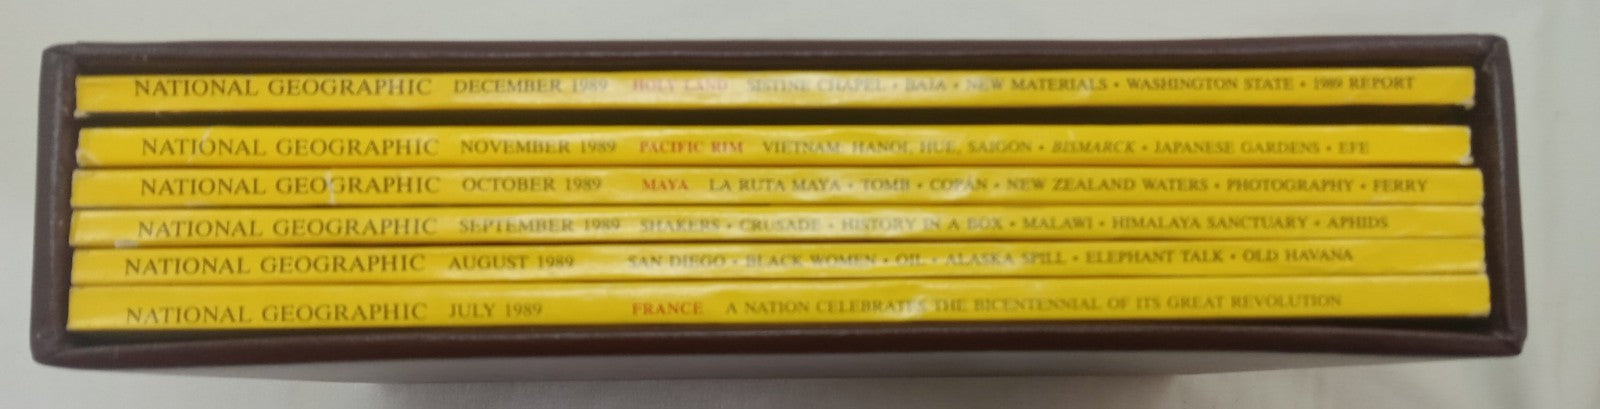 NATIONAL GEOGRAPHIC DECEMBER 1989 HOLY LAND SISTINE CHAPEL • BAJA • NEW MATERIALS • WASHINGTON STATE • 1989 REPORT
NATIONAL GEOGRAPHIC NOVEMBER 1989 PACIFIC RIM VIETNAM: HANOI, HUE, SAIGON • BISMARCK • JAPANESE GARDENS • EFE
NATIONAL GEOGRAPHIC OCTOBER 1989 MAYA LA RUTA MAYA • TOMB • COPÁN • NEW ZEALAND WATERS • PHOTOGRAPHY • FERRY
NATIONAL GEOGRAPHIC SEPTEMBER 1989 SHAKERS • CRUSADE • HISTORY IN A BOX • MALAWI • HIMALAYA SANCTUARY • APHIDS
NATIONAL GEOGRAPHIC AUGUST 1989 SAN DIEGO • BLACK WOMEN • OIL • ALASKA SPILL • ELEPHANT TALK • OLD HAVANA
NATIONAL GEOGRAPHIC JULY 1989 FRANCE A NATION CELEBRATES THE BICENTENNIAL OF ITS GREAT REVOLUTION